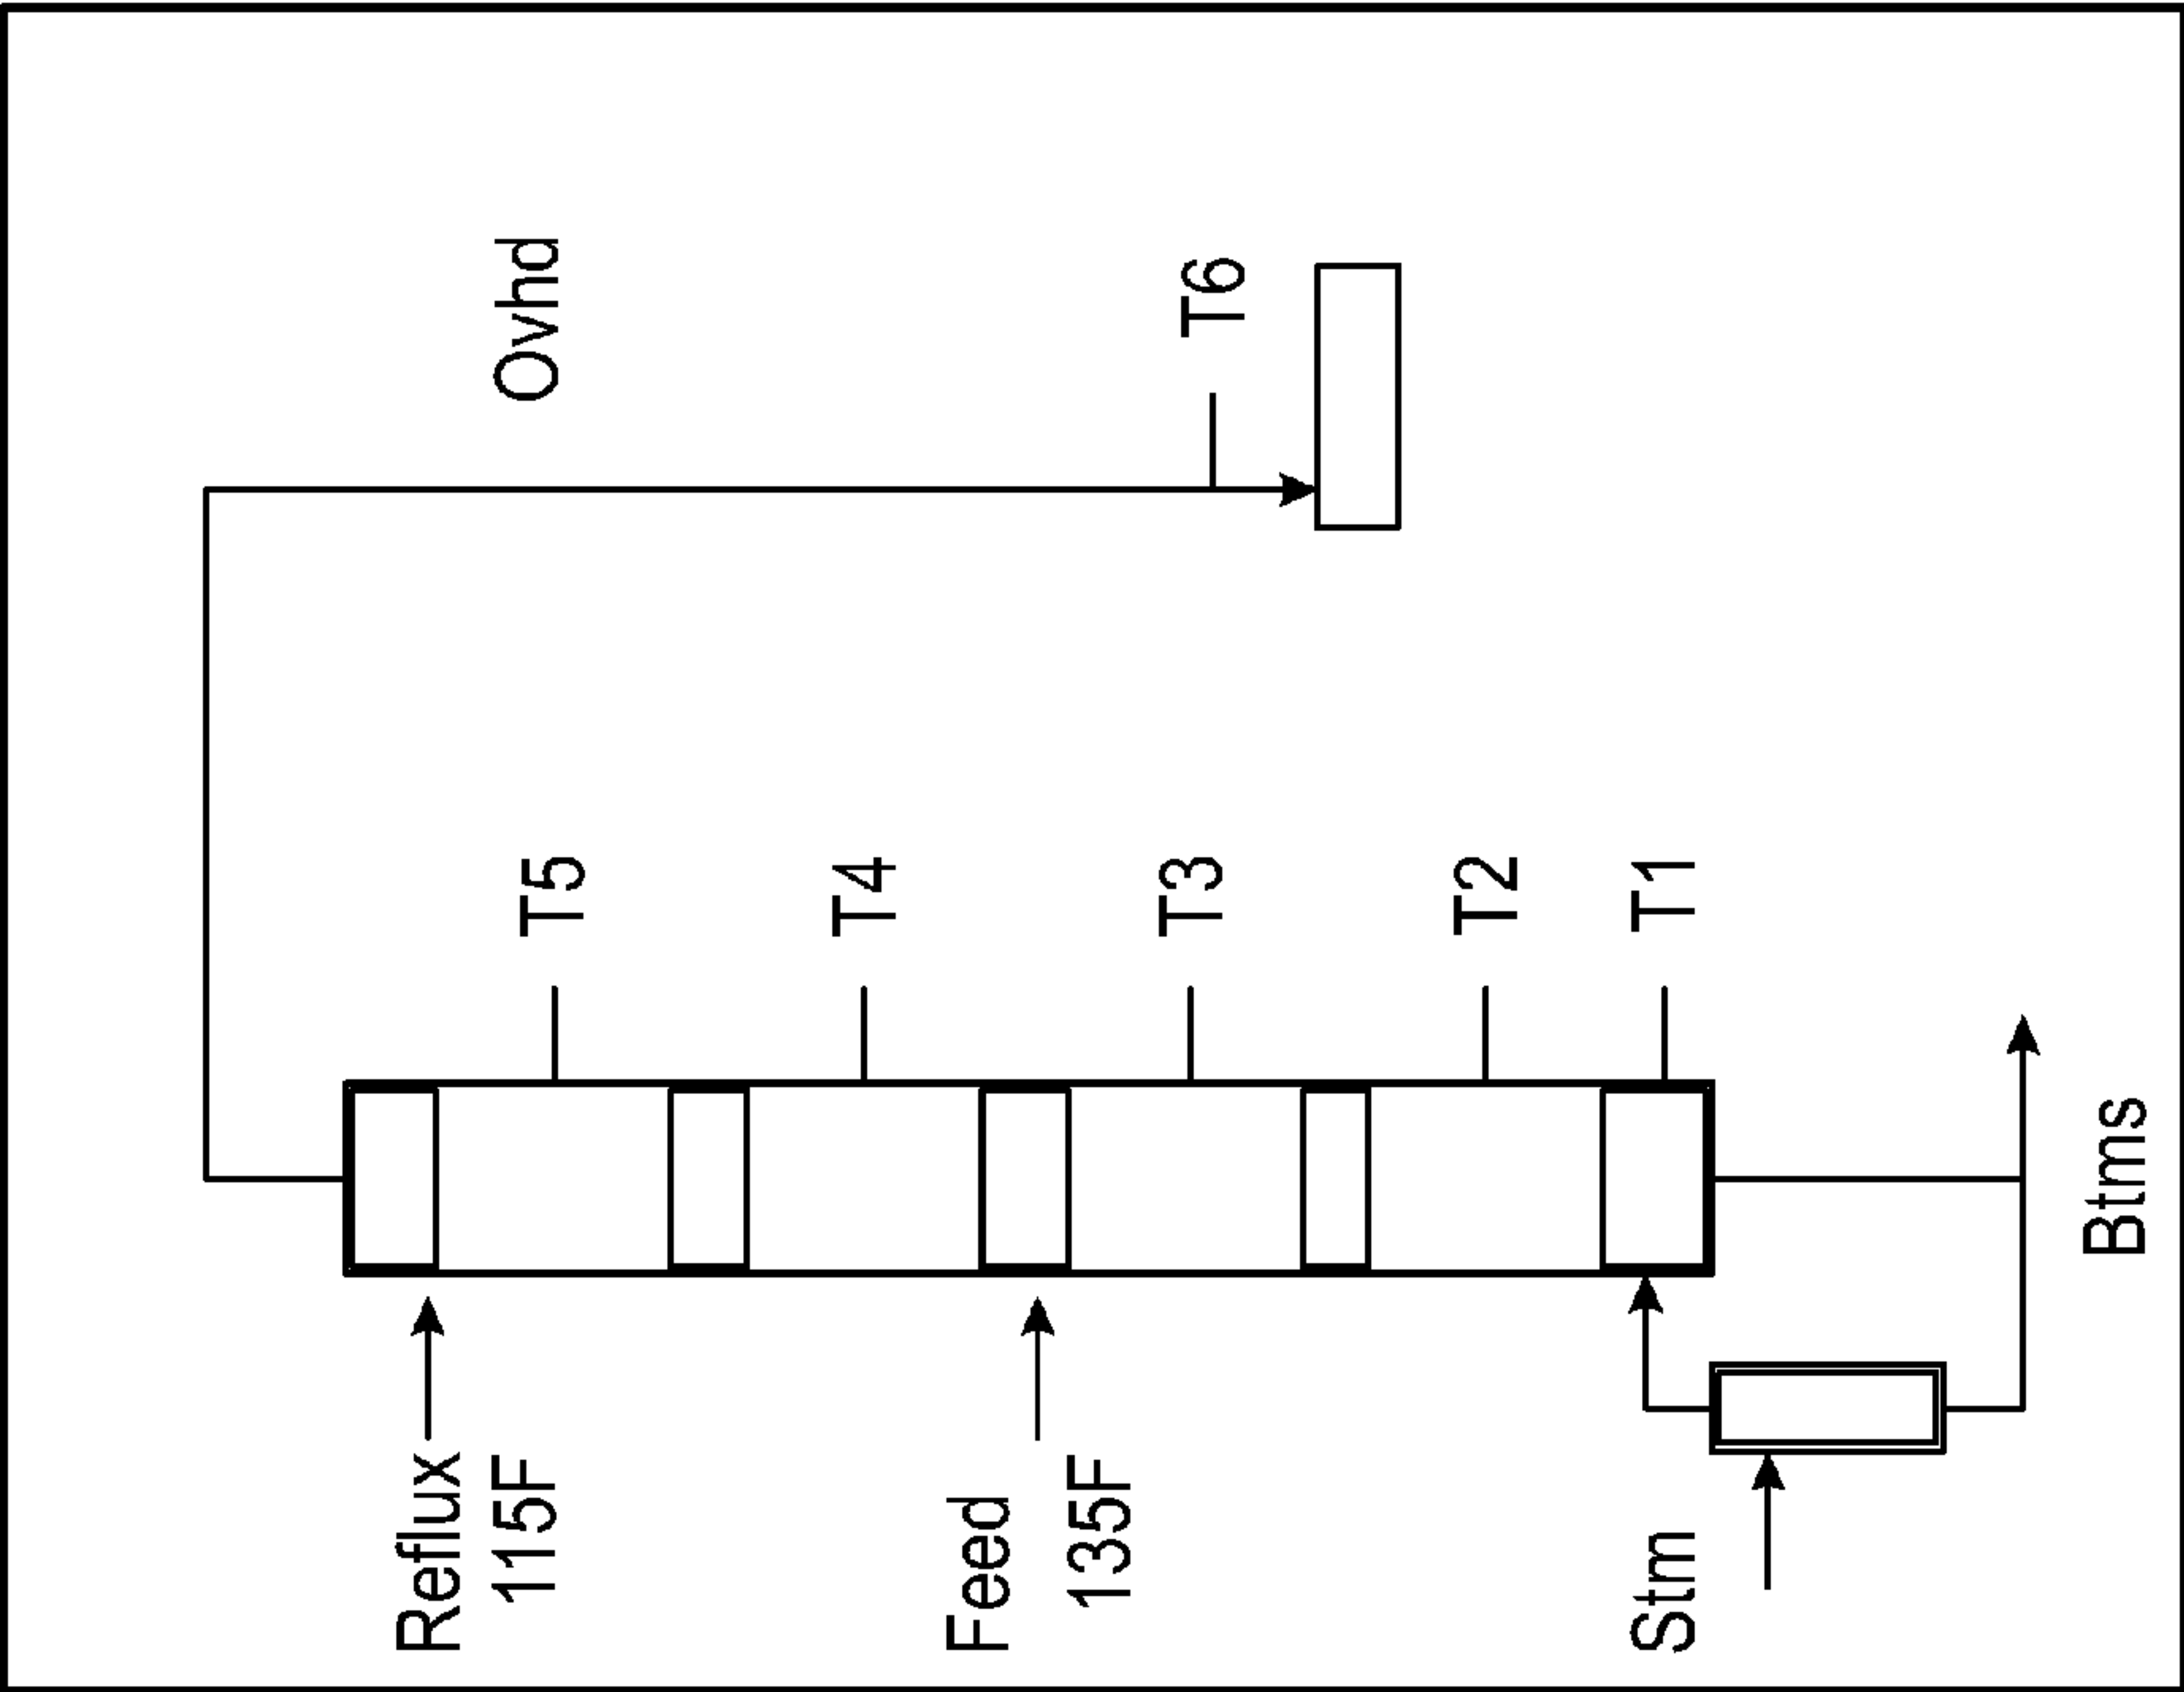 Reflux
115F
Ovhd
T5
T4
Feed
135F
T3
T6
T2
Stm
T1
Btms